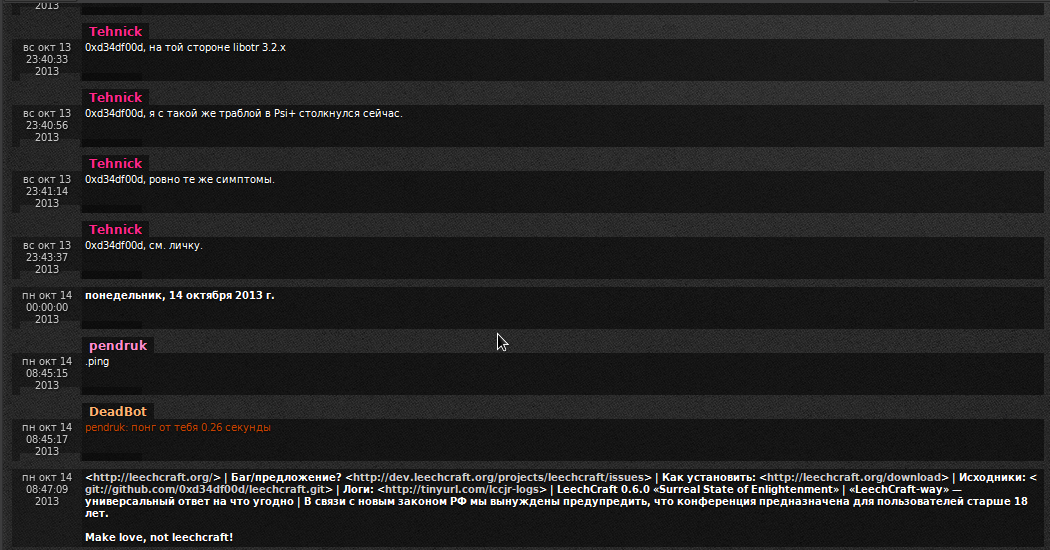 2013
Tehnick
вс окт 13
23:40:33
2013
0xd34df00d, на той стороне libotr 3.2.x
Tehnick
вс окт 13
23:40:56
2013
0xd34df00d, я с такой же траблой в Psi+ столкнулся сейчас.
Tehnick
вс окт 13
23:41:14
2013
0xd34df00d, ровно те же симптомы.
Tehnick
вс окт 13
23:43:37
2013
0xd34df00d, см. личку.
пн окт 14
00:00:00
2013
понедельник, 14 октября 2013 г.
pendruk
пн окт 14
08:45:15
2013
.ping
DeadBot
пн окт 14
08:45:17
2013
pendruk: понг от тебя 0.26 секунды
пн окт 14
08:47:09
2013
<http://leechcraft.org/> | Баг/предложение? <http://dev.leechcraft.org/projects/leechcraft/issues> | Как установить: <http://leechcraft.org/download> | Исходники: <
git://github.com/0xd34df00d/leechcraft.git> | Логи: <http://tinyurl.com/lccjr-logs> | LeechCraft 0.6.0 «Surreal State of Enlightenment» | «LeechCraft-way» —
универсальный ответ на что угодно | В связи с новым законом РФ мы вынуждены предупредить, что конференция предназначена для пользователей старше 18
лет.
Make love, not leechcraft!